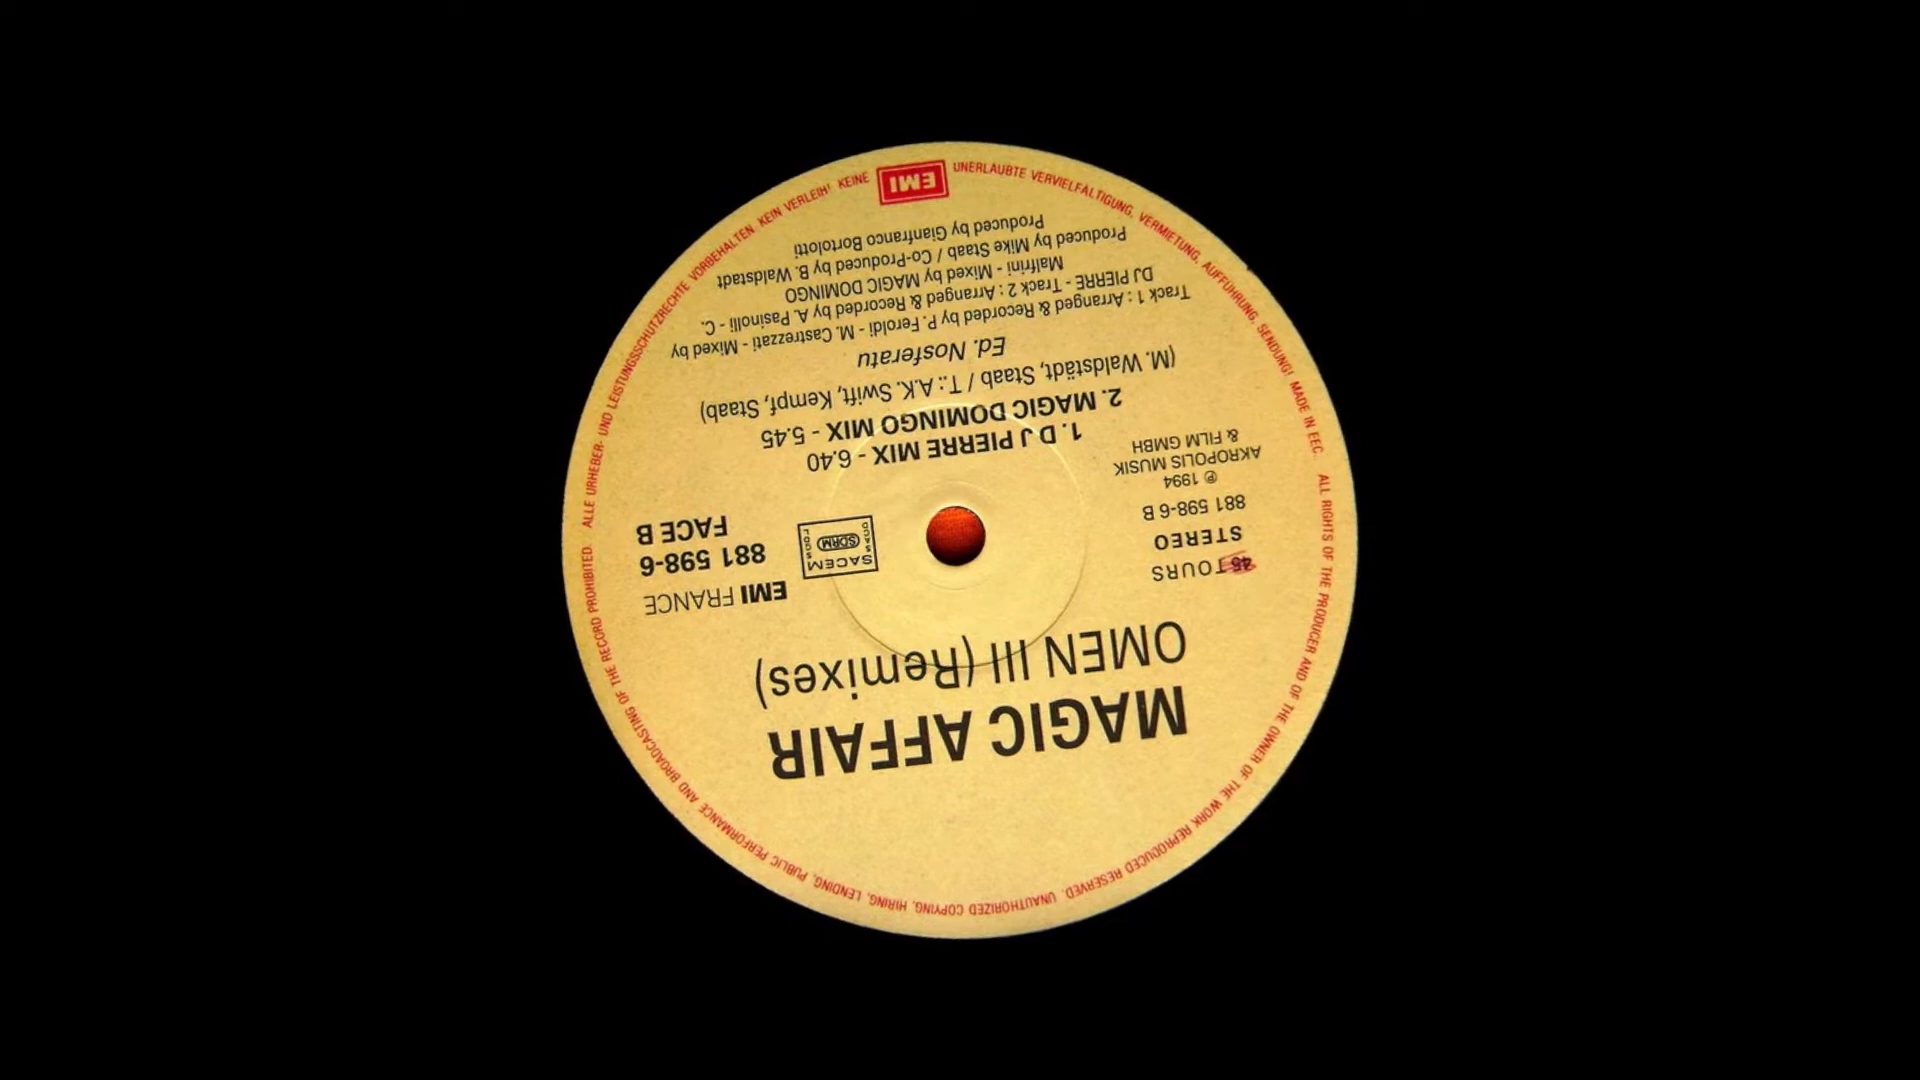 MAGIC AFFAIR
OMEN III (Remixes)
45 TOURS
STEREO
881 598-6 B
℗ 1994
AKROPOLIS MUSIK
& FILM GMBH
EMI FRANCE
881 598-6
FACE B
SACEM
SACD
SDRM
SCAM
SGDL
1. D J PIERRE MIX - 6.40
2. MAGIC DOMINGO MIX - 5.45
(M. Waldstädt, Staab / T.: A.K. Swift, Kempf, Staab)
Ed. Nosferatu
Track 1 : Arranged & Recorded by P. Feroldi - M. Castrezzati - Mixed by
DJ PIERRE - Track 2 : Arranged & Recorded by A. Pasinolli - C.
Malfrini - Mixed by MAGIC DOMINGO
Produced by Mike Staab / Co-Produced by B. Waldstadt
Produced by Gianfranco Bortolotti
EMI
ALL RIGHTS OF THE PRODUCER AND OF THE OWNER OF THE WORK REPRODUCED RESERVED. UNAUTHORIZED COPYING, HIRING, LENDING, PUBLIC PERFORMANCE AND BROADCASTING OF THE RECORD PROHIBITED. ALLE URHEBER- UND LEISTUNGSSCHUTZRECHTE VORBEHALTEN KEIN VERLEIH! KEINE UNERLAUBTE VERVIELFÄLTIGUNG, VERMIETUNG, AUFFÜHRUNG, SENDUNG! MADE IN EEC.